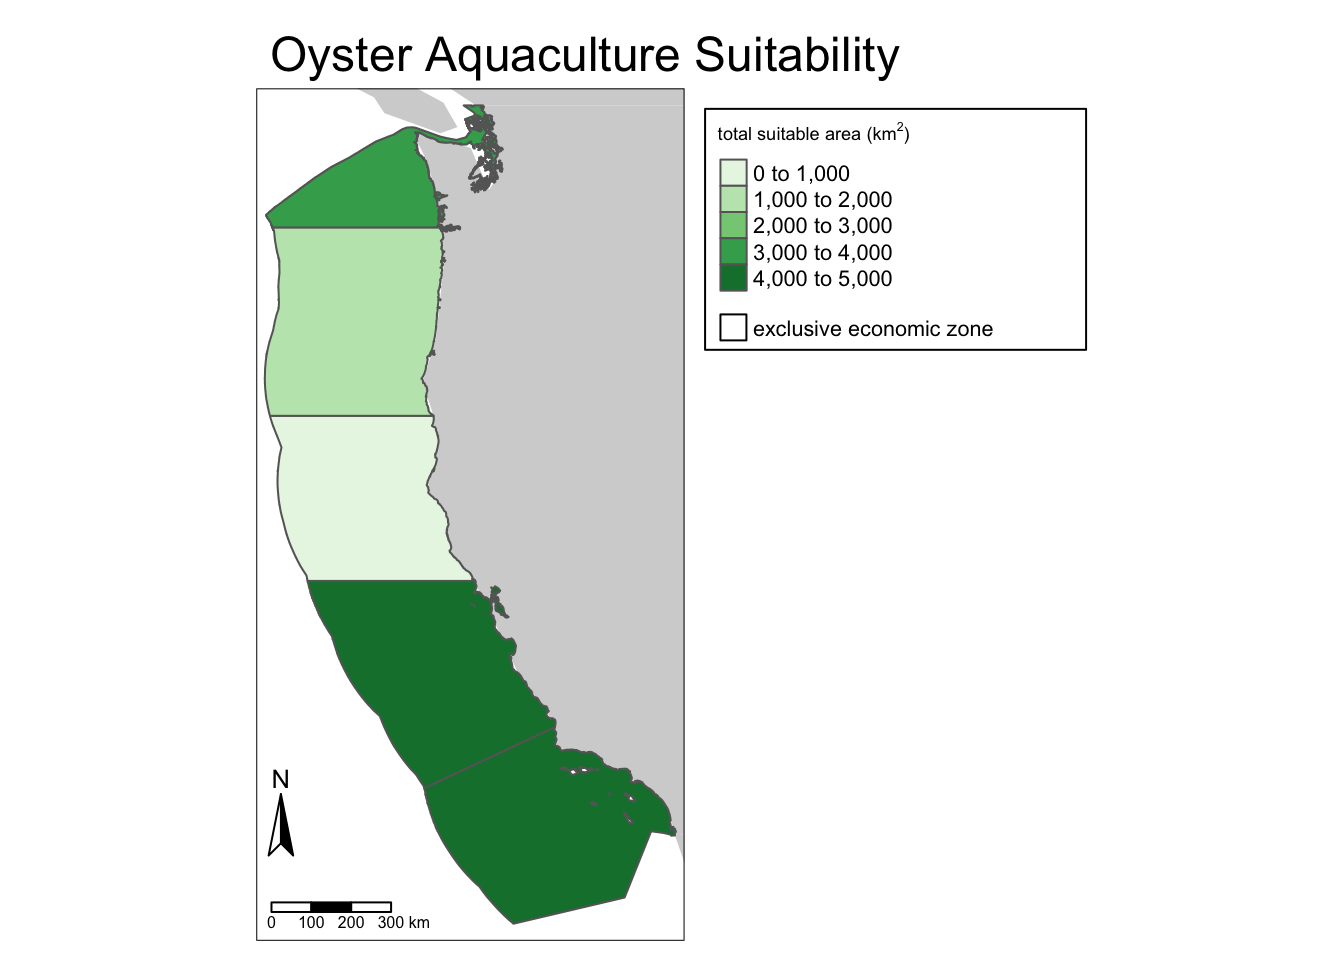 Oyster Aquaculture Suitability
total suitable area (km²)
0 to 1,000
1,000 to 2,000
2,000 to 3,000
3,000 to 4,000
4,000 to 5,000
exclusive economic zone
N
0 100 200 300 km